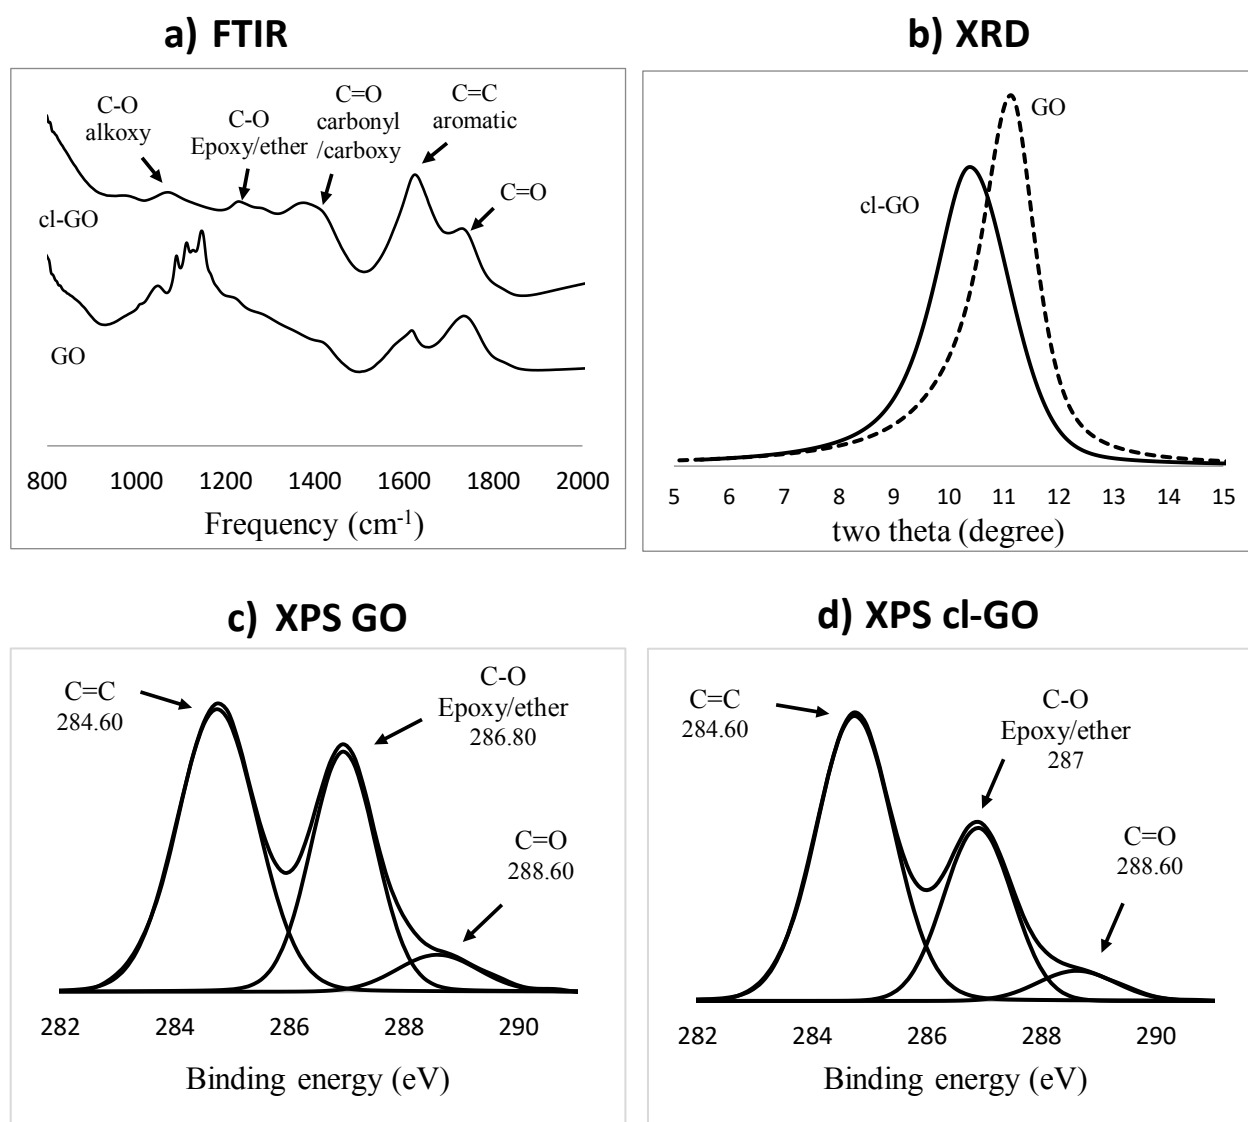 a) FTIR
C-O
alkoxy
C-O
Epoxy/ether
C=O
carbonyl
/carboxy
C=C
aromatic
C=O
cl-GO
GO
800 1000 1200 1400 1600 1800 2000
Frequency (cm-1)
b) XRD
GO
cl-GO
5 6 7 8 9 10 11 12 13 14 15
two theta (degree)
c) XPS GO
C=C
284.60
C-O
Epoxy/ether
286.80
C=O
288.60
282 284 286 288 290
Binding energy (eV)
d) XPS cl-GO
C=C
284.60
C-O
Epoxy/ether
287
C=O
288.60
282 284 286 288 290
Binding energy (eV)